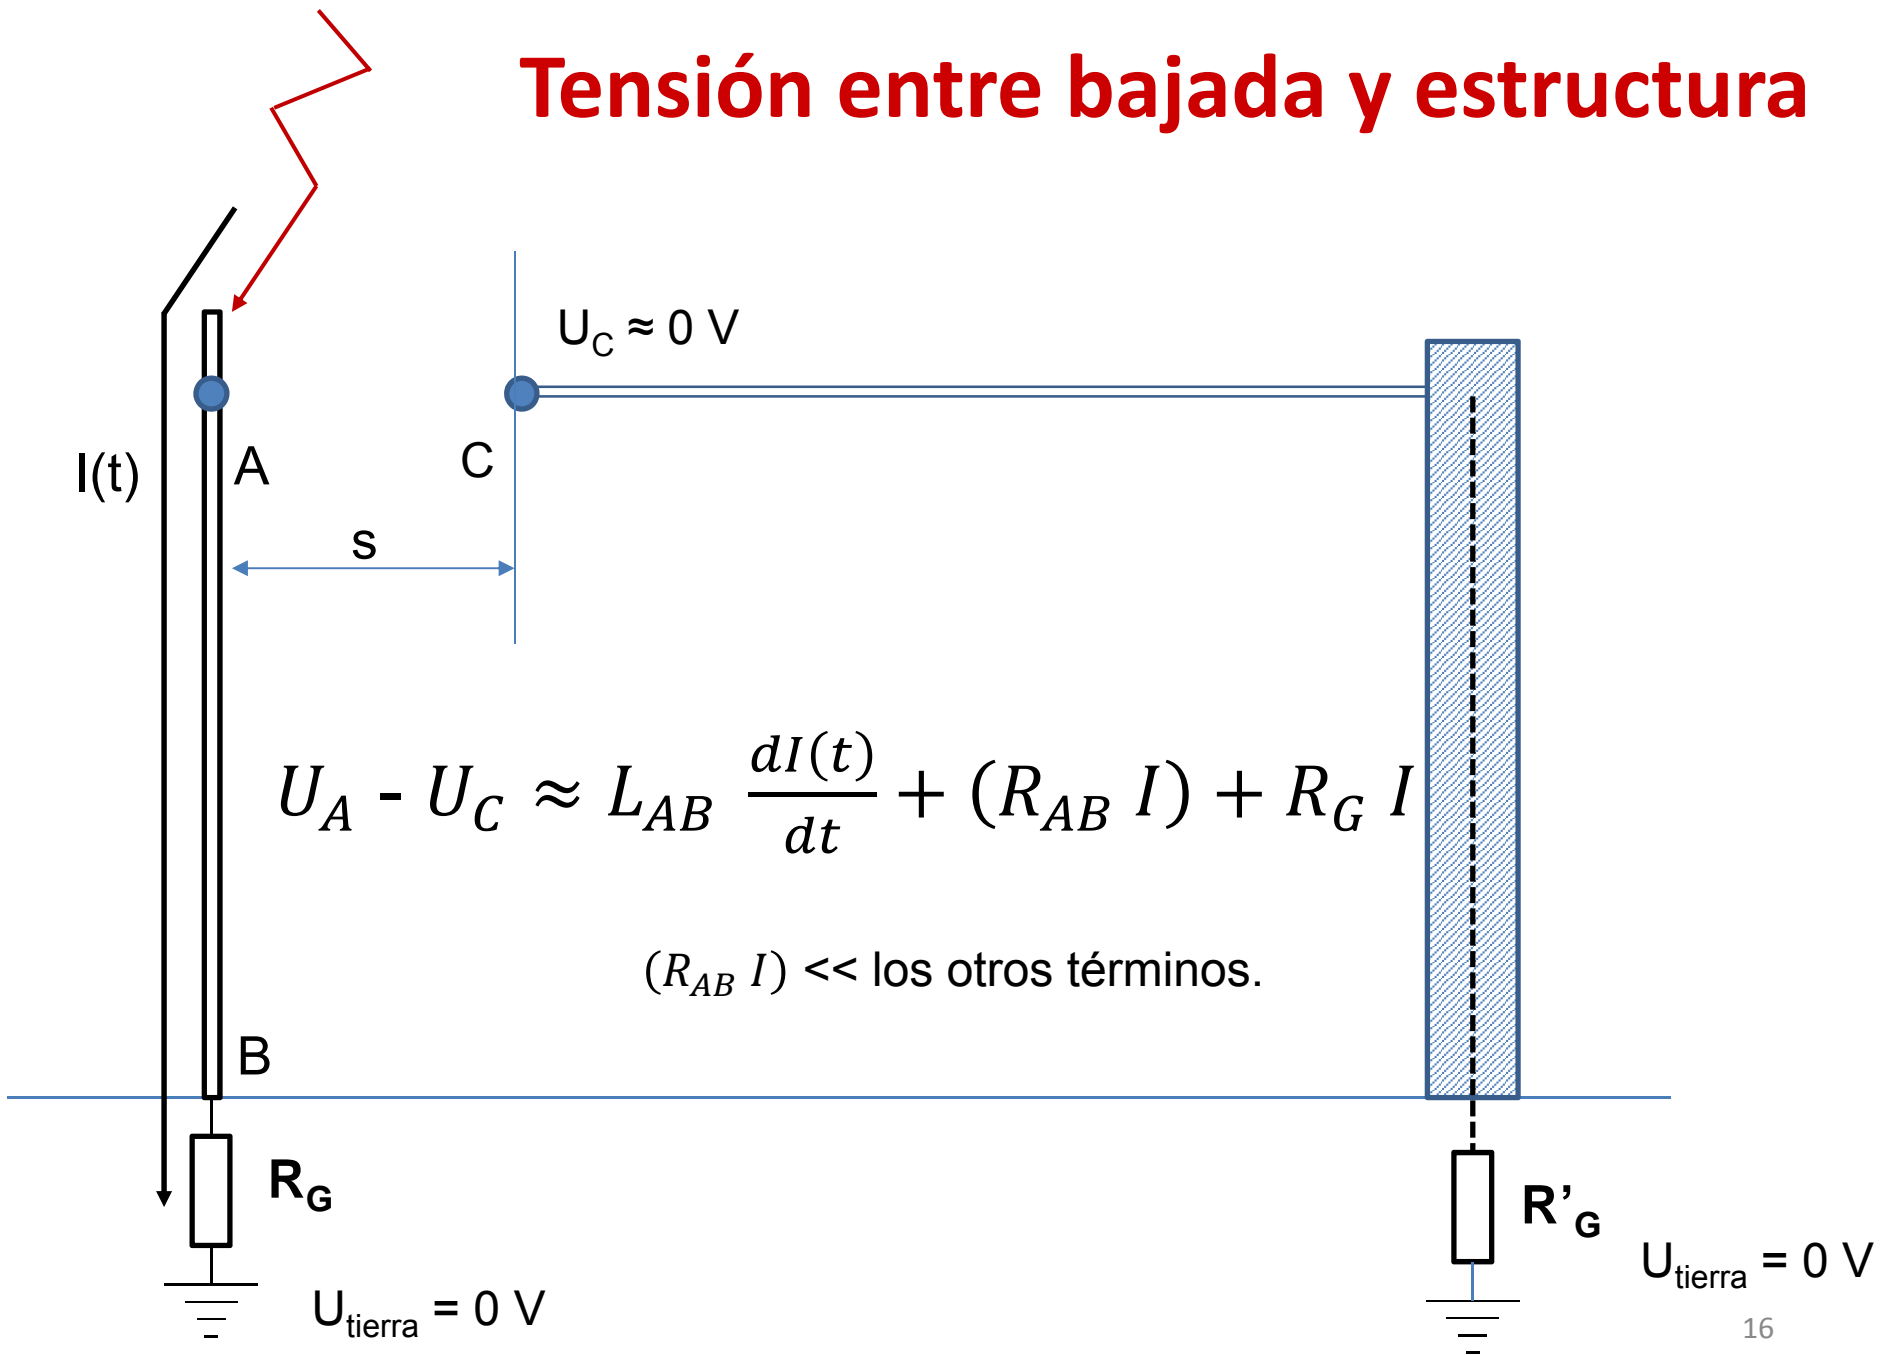 Tensión entre bajada y estructura
U_C ≈ 0 V
I(t)
A
C
s
U_A - U_C ≈ L_AB dI(t)/dt + (R_AB I) + R_G I
(R_AB I) << los otros términos.
B
R_G
R'_G
U_tierra = 0 V
U_tierra = 0 V
16